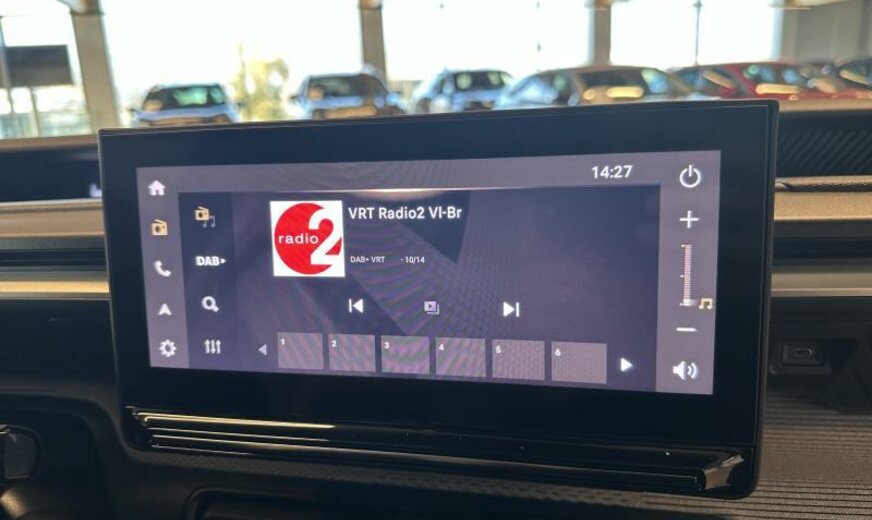 14:27
VRT Radio2 Vl-Br
radio 2
DAB+ VRT - 10/14
DAB+
1 2 3 4 5 6